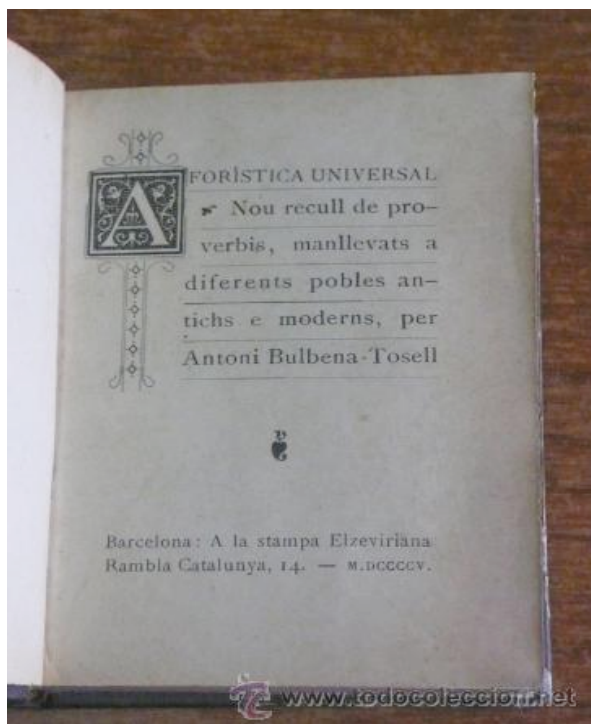 AFORÌSTICA UNIVERSAL
☛ Nou recull de pro-
verbis, manllevats a
diferents pobles an-
tichs e moderns, per
Antoni Bulbena-Tosell
Barcelona: A la stampa Elzeviriana
Rambla Catalunya, 14. — M.DCCCCV.
www.todocoleccion.net